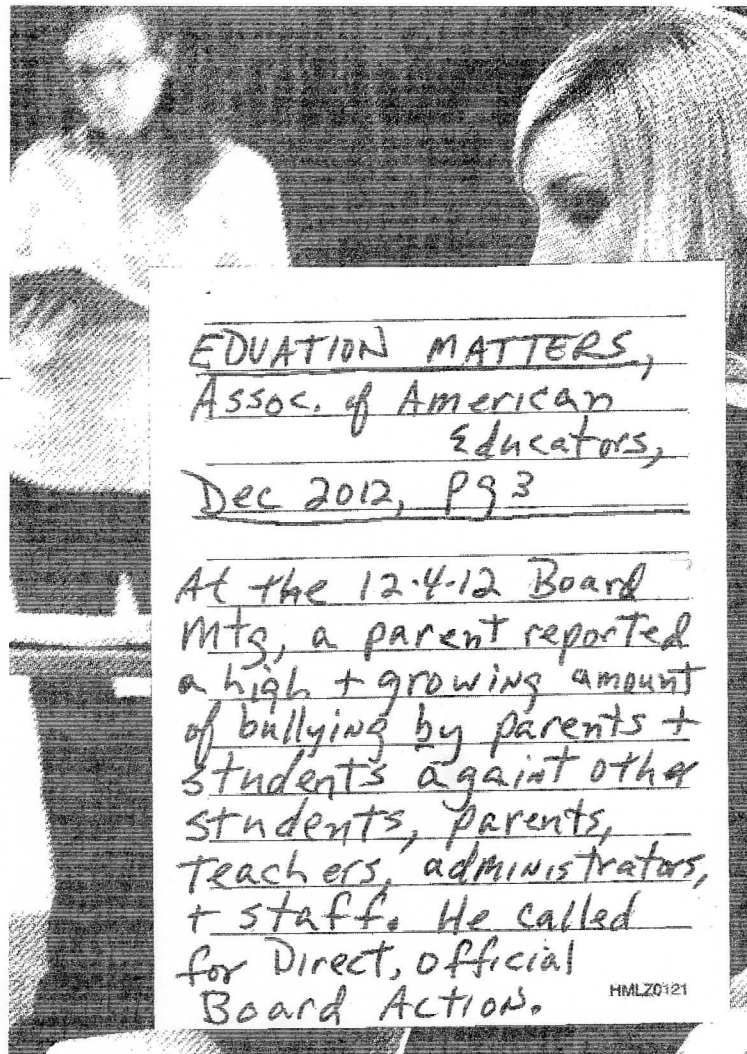 EDUATION MATTERS,
Assoc. of American
Educators,
Dec 2012, pg 3
At the 12-4-12 Board
Mtg, a parent reported
a high + growing amount
of bullying by parents +
students againt other
students, parents,
teachers, administrators,
+ staff. He called
for Direct, official
Board Action.
HMLZ0121